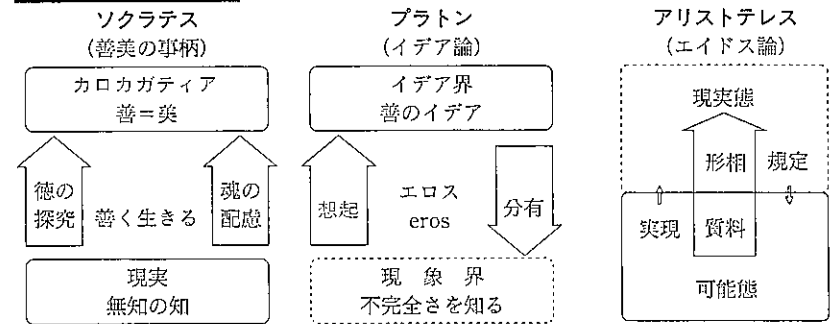 ソクラテス
(善美の事柄)
カロカガティア
善＝美
徳の
探究
善く生きる
魂の
配慮
現実
無知の知
プラトン
(イデア論)
イデア界
善のイデア
想起
エロス
eros
分有
現 象 界
不完全さを知る
アリストテレス
(エイドス論)
現実態
形相
規定
実現
質料
可能態